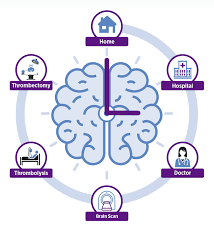 Home
Hospital
Doctor
Brain Scan
Thrombolysis
Thrombectomy